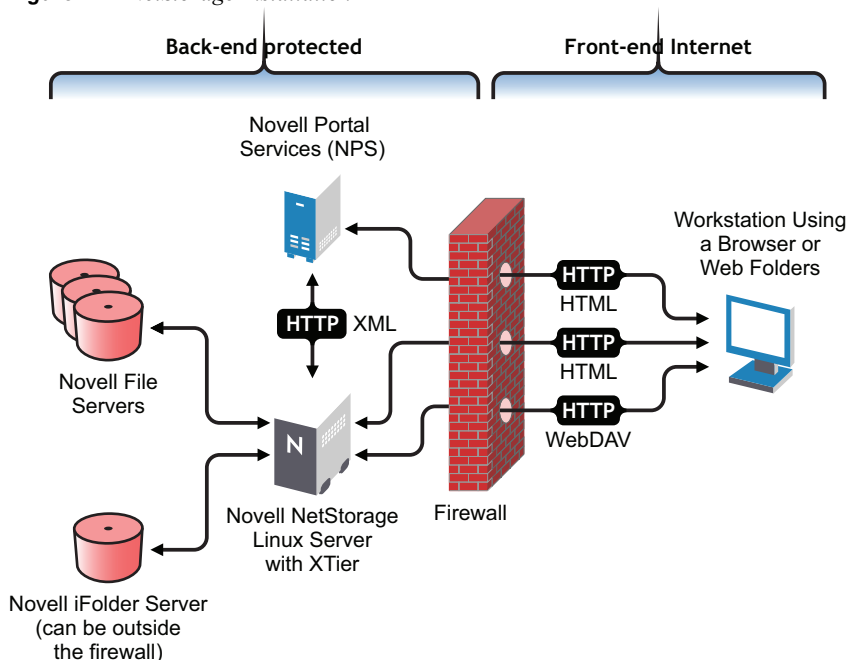 Back-end protected
Front-end Internet
Novell Portal
Services (NPS)
Workstation Using
a Browser or
Web Folders
HTTP
HTML
HTTP XML
HTTP
HTML
Novell File
Servers
HTTP
WebDAV
N
Novell NetStorage
Linux Server
with XTier
Firewall
Novell iFolder Server
(can be outside
the firewall)